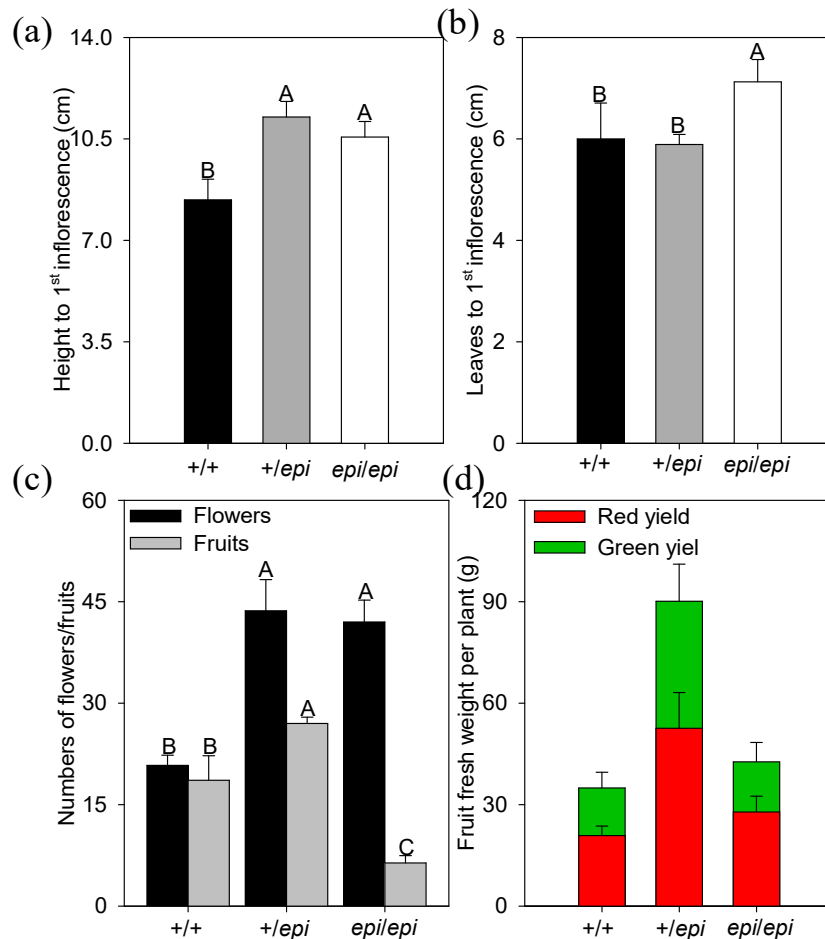 (a)
Height to 1st inflorescence (cm)
14.0
10.5
7.0
3.5
0.0
B
A
A
+/+
+/epi
epi/epi
(b)
Leaves to 1st inflorescence (cm)
8
6
4
2
0
B
B
A
+/+
+/epi
epi/epi
(c)
Numbers of flowers/fruits
60
45
30
15
0
Flowers
Fruits
B
B
A
A
A
C
+/+
+/epi
epi/epi
(d)
Fruit fresh weight per plant (g)
120
90
60
30
0
Red yield
Green yiel
+/+
+/epi
epi/epi